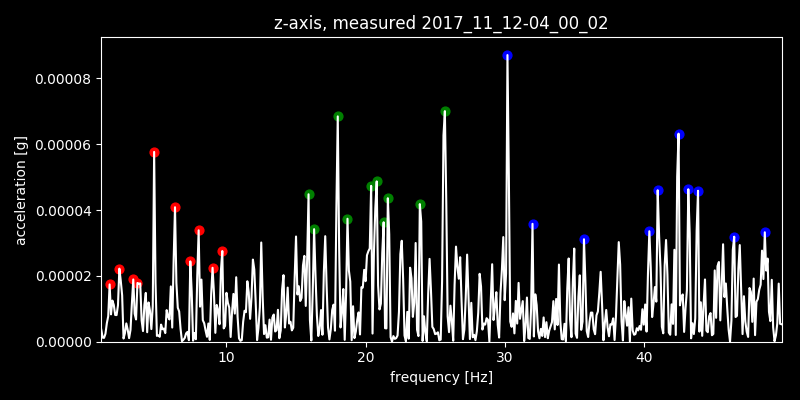 z-axis, measured 2017_11_12-04_00_02
0.00008
0.00006
0.00004
0.00002
0.00000
acceleration [g]
10 20 30 40
frequency [Hz]